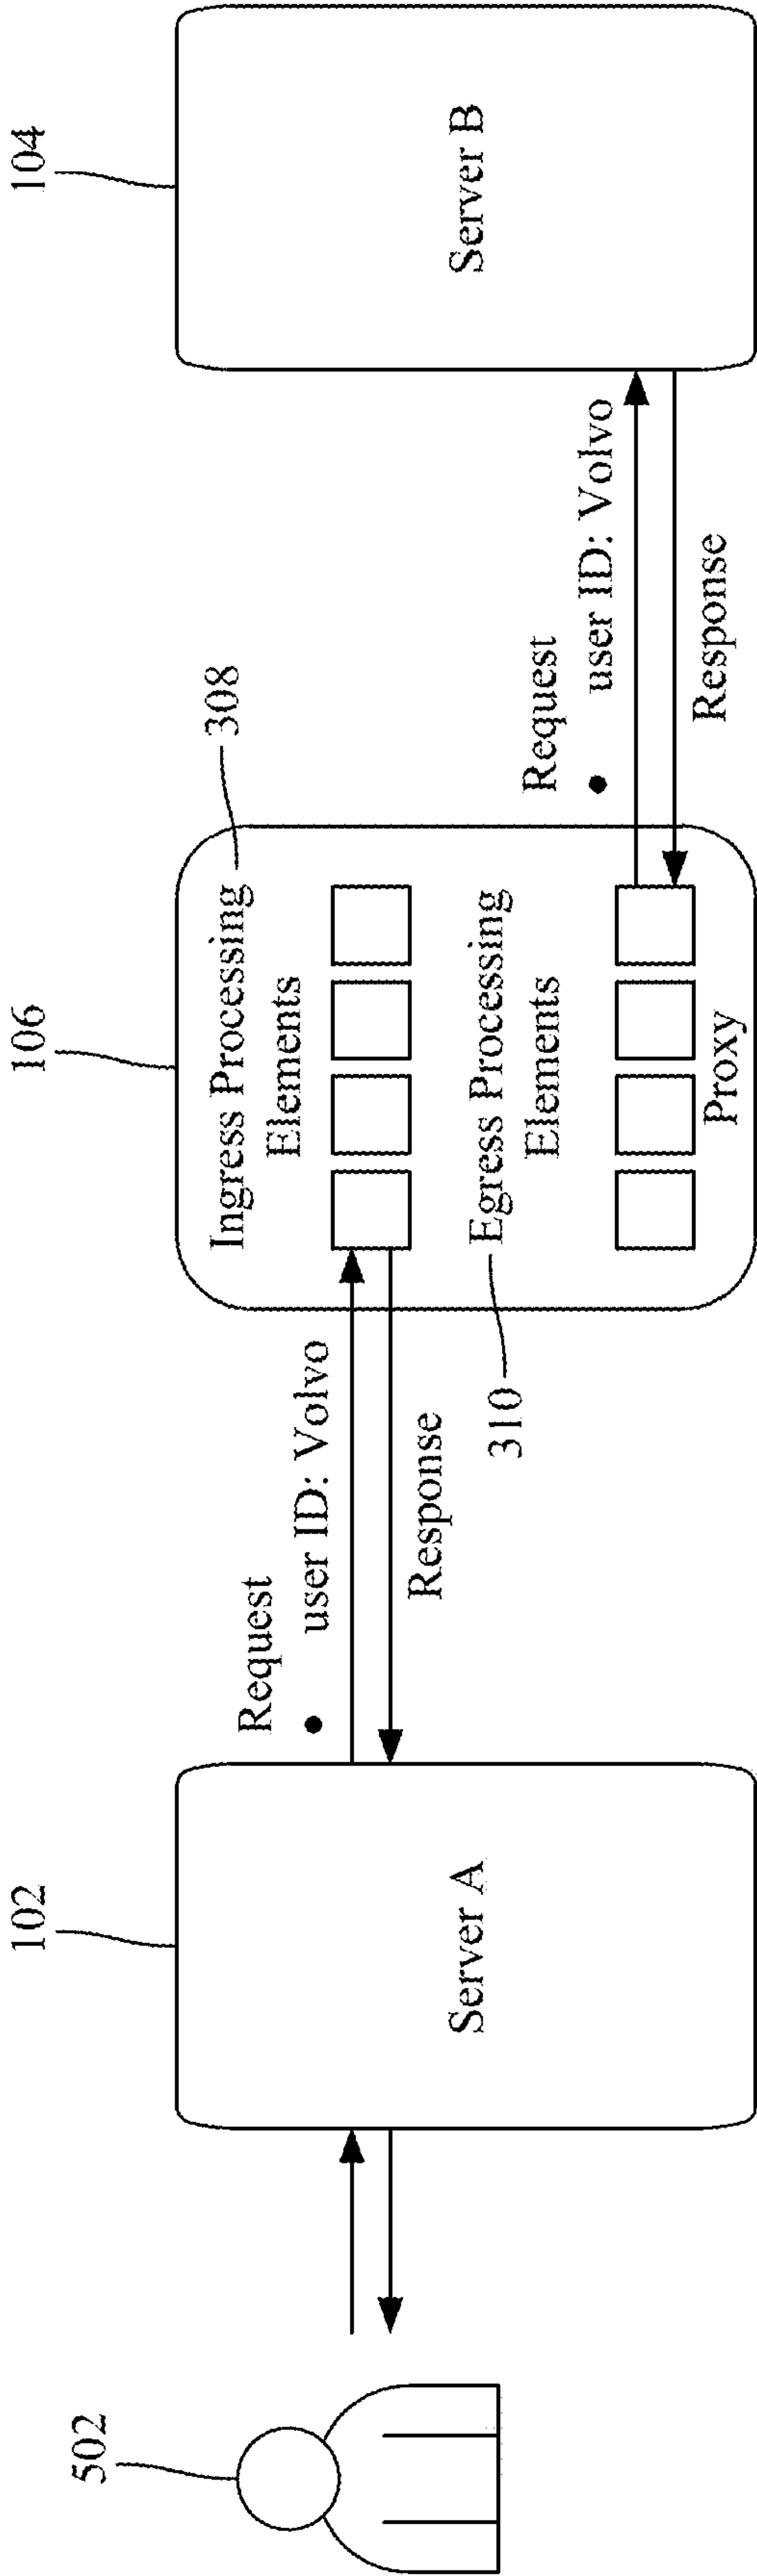 502
102
Server A
Request
• user ID: Volvo
Response
106
Ingress Processing
Elements
308
310
Egress Processing
Elements
Proxy
Request
• user ID: Volvo
Response
104
Server B